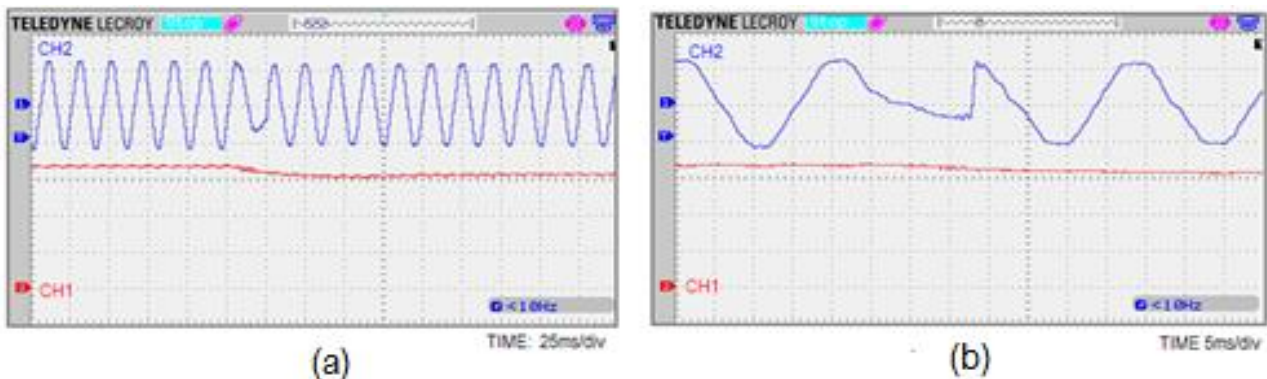 TELEDYNE LECROY
CH2
CH1
<10Hz
TIME: 25ms/div
(a)
TELEDYNE LECROY
CH2
CH1
<10Hz
TIME 5ms/div
(b)